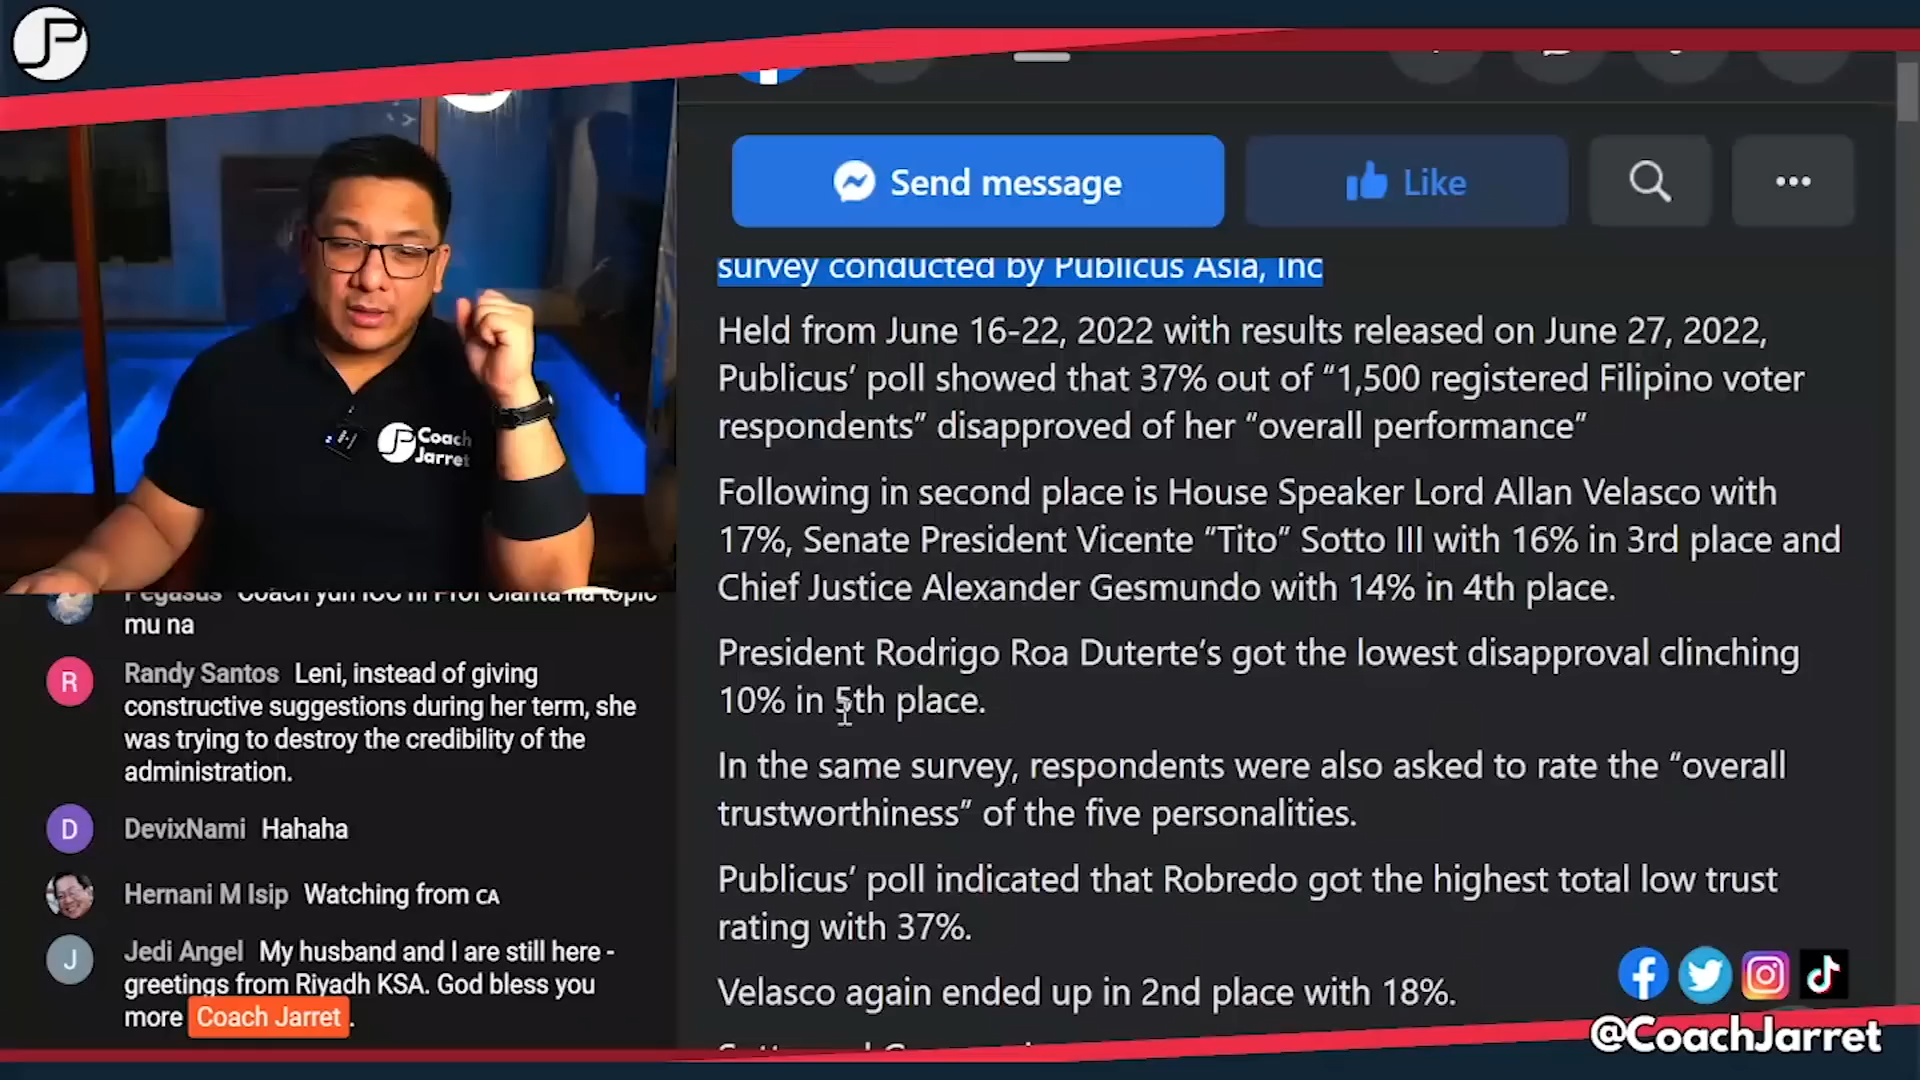 JP
Send message
Like
survey conducted by Publicus Asia, Inc
Held from June 16-22, 2022 with results released on June 27, 2022,
Publicus’ poll showed that 37% out of “1,500 registered Filipino voter
respondents” disapproved of her “overall performance”
Following in second place is House Speaker Lord Allan Velasco with
17%, Senate President Vicente “Tito” Sotto III with 16% in 3rd place and
Chief Justice Alexander Gesmundo with 14% in 4th place.
President Rodrigo Roa Duterte’s got the lowest disapproval clinching
10% in 5th place.
In the same survey, respondents were also asked to rate the “overall
trustworthiness” of the five personalities.
Publicus’ poll indicated that Robredo got the highest total low trust
rating with 37%.
Velasco again ended up in 2nd place with 18%.
Coach
Jarret
Pegasus Coach yun ICC ni Prof na topic
mu na
R
Randy Santos Leni, instead of giving
constructive suggestions during her term, she
was trying to destroy the credibility of the
administration.
D
DevixNami Hahaha
Hernani M Isip Watching from CA
J
Jedi Angel My husband and I are still here -
greetings from Riyadh KSA. God bless you
more Coach Jarret .
@CoachJarret